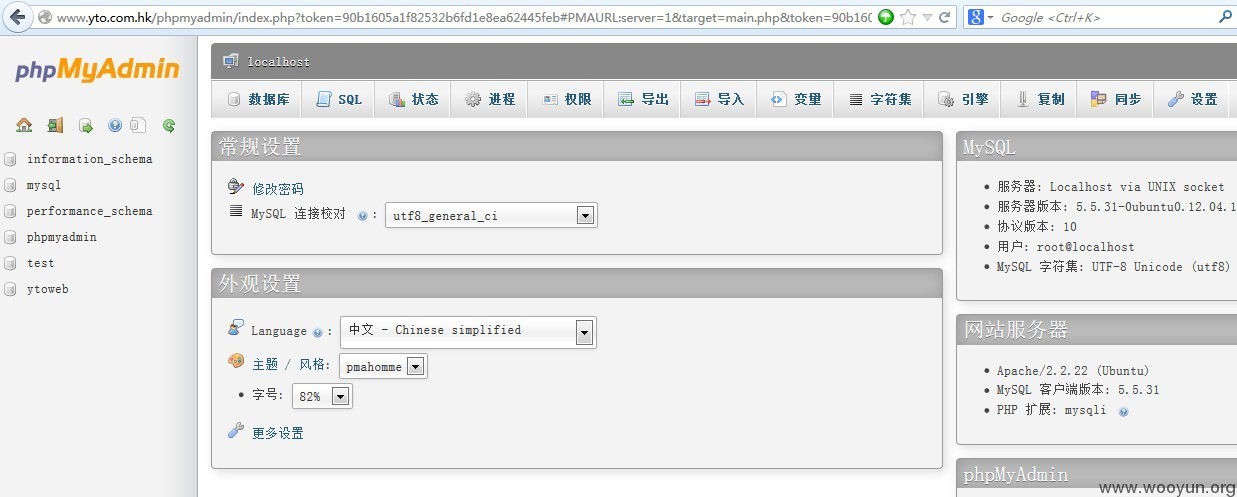 www.yto.com.hk/phpmyadmin/index.php?token=90b1605a1f82532b6fd1e8ea62445feb#PMAURL:server=1&target=main.php&token=90b160
Google <Ctrl+K>
phpMyAdmin
information_schema
mysql
performance_schema
phpmyadmin
test
ytoweb
localhost
数据库 SQL 状态 进程 权限 导出 导入 变量 字符集 引擎 复制 同步 设置
常规设置
修改密码
MySQL 连接校对 : utf8_general_ci
外观设置
Language : 中文 - Chinese simplified
主题 / 风格: pmahomme
• 字号: 82%
更多设置
MySQL
• 服务器: Localhost via UNIX socket
• 服务器版本: 5.5.31-0ubuntu0.12.04.1
• 协议版本: 10
• 用户: root@localhost
• MySQL 字符集: UTF-8 Unicode (utf8)
网站服务器
• Apache/2.2.22 (Ubuntu)
• MySQL 客户端版本: 5.5.31
• PHP 扩展: mysqli
phpMyAdmin
www.wooyun.org